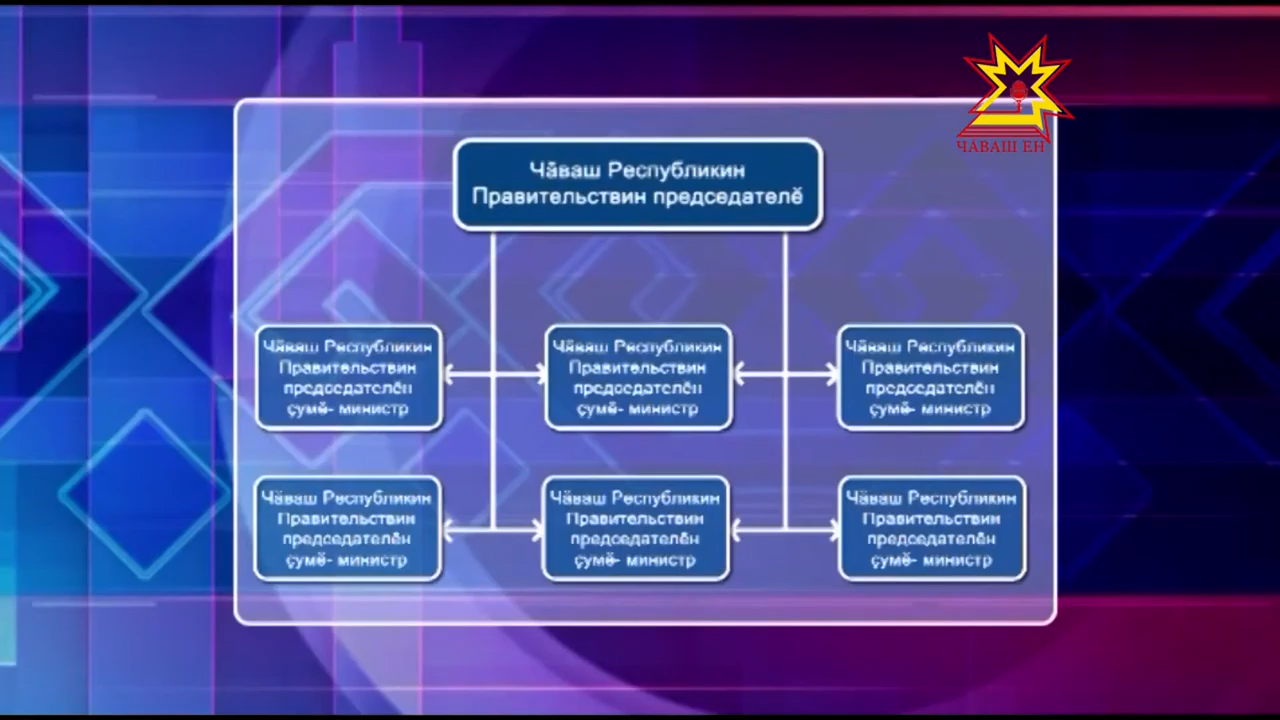 ЧӐВАШ ЕН
Чӑваш Республикин
Правительствин председателӗ
Чӑваш Республикин
Правительствин
председателӗн
ҫумӗ- министр
Чӑваш Республикин
Правительствин
председателӗн
ҫумӗ- министр
Чӑваш Республикин
Правительствин
председателӗн
ҫумӗ- министр
Чӑваш Республикин
Правительствин
председателӗн
ҫумӗ- министр
Чӑваш Республикин
Правительствин
председателӗн
ҫумӗ- министр
Чӑваш Республикин
Правительствин
председателӗн
ҫумӗ- министр